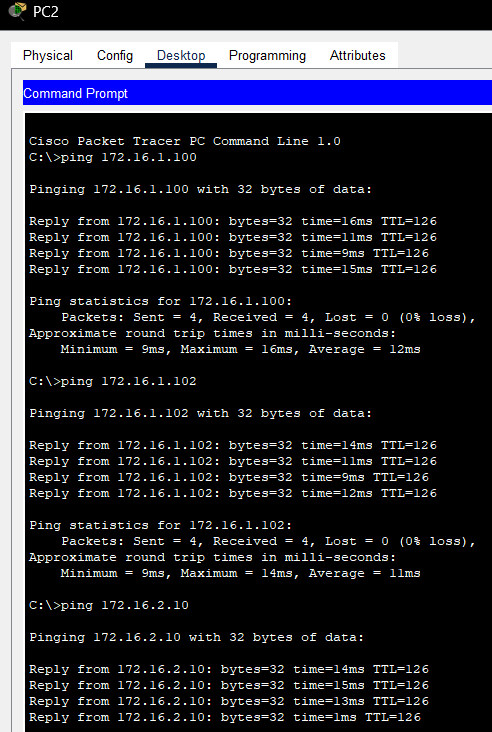 PC2
Physical Config Desktop Programming Attributes
Command Prompt
Cisco Packet Tracer PC Command Line 1.0
C:\>ping 172.16.1.100
Pinging 172.16.1.100 with 32 bytes of data:
Reply from 172.16.1.100: bytes=32 time=16ms TTL=126
Reply from 172.16.1.100: bytes=32 time=11ms TTL=126
Reply from 172.16.1.100: bytes=32 time=9ms TTL=126
Reply from 172.16.1.100: bytes=32 time=15ms TTL=126
Ping statistics for 172.16.1.100:
Packets: Sent = 4, Received = 4, Lost = 0 (0% loss),
Approximate round trip times in milli-seconds:
Minimum = 9ms, Maximum = 16ms, Average = 12ms
C:\>ping 172.16.1.102
Pinging 172.16.1.102 with 32 bytes of data:
Reply from 172.16.1.102: bytes=32 time=14ms TTL=126
Reply from 172.16.1.102: bytes=32 time=11ms TTL=126
Reply from 172.16.1.102: bytes=32 time=9ms TTL=126
Reply from 172.16.1.102: bytes=32 time=12ms TTL=126
Ping statistics for 172.16.1.102:
Packets: Sent = 4, Received = 4, Lost = 0 (0% loss),
Approximate round trip times in milli-seconds:
Minimum = 9ms, Maximum = 14ms, Average = 11ms
C:\>ping 172.16.2.10
Pinging 172.16.2.10 with 32 bytes of data:
Reply from 172.16.2.10: bytes=32 time=14ms TTL=126
Reply from 172.16.2.10: bytes=32 time=15ms TTL=126
Reply from 172.16.2.10: bytes=32 time=13ms TTL=126
Reply from 172.16.2.10: bytes=32 time=1ms TTL=126